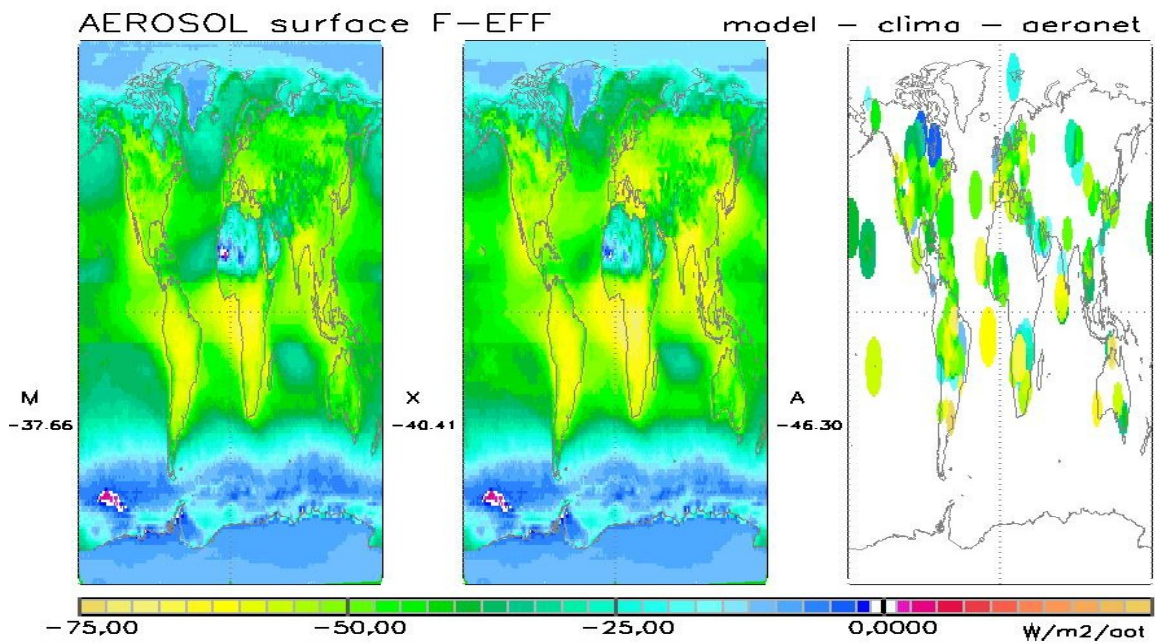 AEROSOL surface F-EFF model - clima - aeranet
M X A
-37.66 -40.41 -46.30
-75,00 -50,00 -25,00 0,0000 W/m2/aot